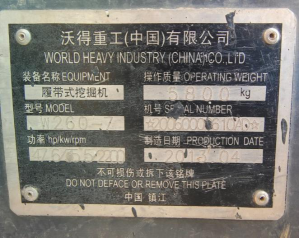 沃得重工(中国)有限公司
WORLD HEAVY INDUSTRY (CHINA) CO.,LTD
装备名称 EQUIPMENT 操作质量 OPERATING WEIGHT
履带式挖掘机 5800 kg
型号 MODEL 机号 SERIAL NUMBER
功率 hp/kw/rpm 制造日期 PRODUCTION DATE
不可损伤或拆下该铭牌
DO NOT DEFACE OR REMOVE THIS PLATE
中国·镇江